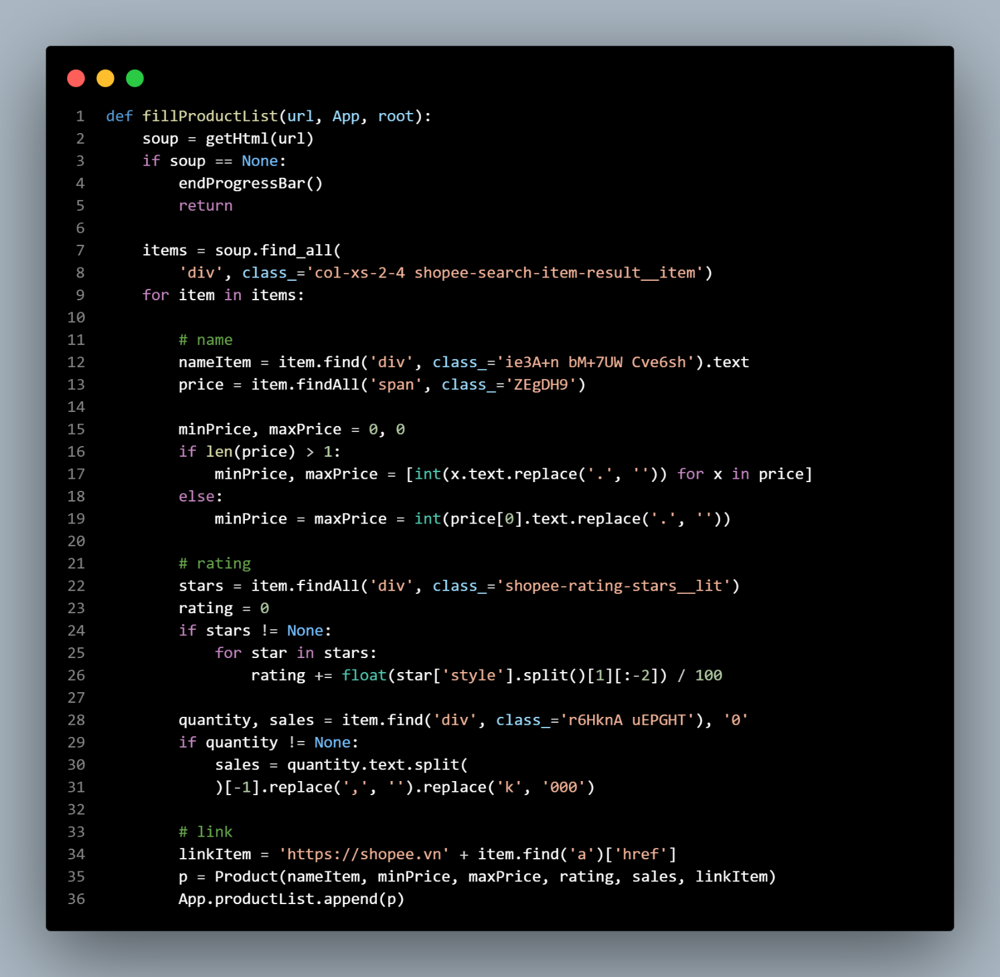 1 def fillProductList(url, App, root):
2     soup = getHtml(url)
3     if soup == None:
4         endProgressBar()
5         return
6
7     items = soup.find_all(
8         'div', class_='col-xs-2-4 shopee-search-item-result__item')
9     for item in items:
10
11         # name
12         nameItem = item.find('div', class_='ie3A+n bM+7UW Cve6sh').text
13         price = item.findAll('span', class_='ZEgDH9')
14
15         minPrice, maxPrice = 0, 0
16         if len(price) > 1:
17             minPrice, maxPrice = [int(x.text.replace('.', '')) for x in price]
18         else:
19             minPrice = maxPrice = int(price[0].text.replace('.', ''))
20
21         # rating
22         stars = item.findAll('div', class_='shopee-rating-stars__lit')
23         rating = 0
24         if stars != None:
25             for star in stars:
26                 rating += float(star['style'].split()[1][:-2]) / 100
27
28         quantity, sales = item.find('div', class_='r6HknA uEPGHT'), '0'
29         if quantity != None:
30             sales = quantity.text.split(
31             )[-1].replace(',', '').replace('k', '000')
32
33         # link
34         linkItem = 'https://shopee.vn' + item.find('a')['href']
35         p = Product(nameItem, minPrice, maxPrice, rating, sales, linkItem)
36         App.productList.append(p)